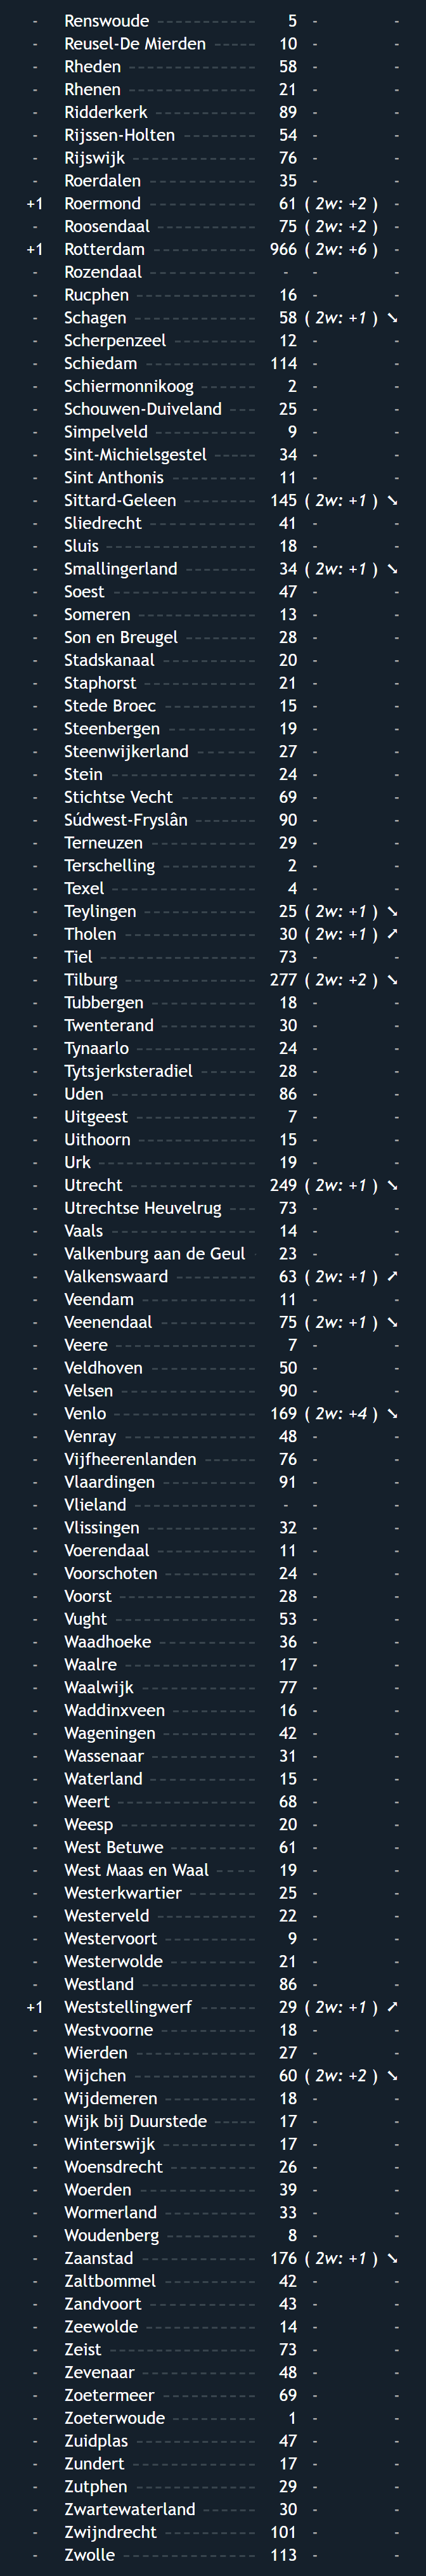 - Renswoude 5 - -
- Reusel-De Mierden 10 - -
- Rheden 58 - -
- Rhenen 21 - -
- Ridderkerk 89 - -
- Rijssen-Holten 54 - -
- Rijswijk 76 - -
- Roerdalen 35 - -
+1 Roermond 61 ( 2w: +2 ) -
- Roosendaal 75 ( 2w: +2 ) -
+1 Rotterdam 966 ( 2w: +6 ) -
- Rozendaal - - -
- Rucphen 16 - -
- Schagen 58 ( 2w: +1 ) ➘
- Scherpenzeel 12 - -
- Schiedam 114 - -
- Schiermonnikoog 2 - -
- Schouwen-Duiveland 25 - -
- Simpelveld 9 - -
- Sint-Michielsgestel 34 - -
- Sint Anthonis 11 - -
- Sittard-Geleen 145 ( 2w: +1 ) ➘
- Sliedrecht 41 - -
- Sluis 18 - -
- Smallingerland 34 ( 2w: +1 ) ➘
- Soest 47 - -
- Someren 13 - -
- Son en Breugel 28 - -
- Stadskanaal 20 - -
- Staphorst 21 - -
- Stede Broec 15 - -
- Steenbergen 19 - -
- Steenwijkerland 27 - -
- Stein 24 - -
- Stichtse Vecht 69 - -
- Súdwest-Fryslân 90 - -
- Terneuzen 29 - -
- Terschelling 2 - -
- Texel 4 - -
- Teylingen 25 ( 2w: +1 ) ➘
- Tholen 30 ( 2w: +1 ) ➚
- Tiel 73 - -
- Tilburg 277 ( 2w: +2 ) ➘
- Tubbergen 18 - -
- Twenterand 30 - -
- Tynaarlo 24 - -
- Tytsjerksteradiel 28 - -
- Uden 86 - -
- Uitgeest 7 - -
- Uithoorn 15 - -
- Urk 19 - -
- Utrecht 249 ( 2w: +1 ) ➘
- Utrechtse Heuvelrug 73 - -
- Vaals 14 - -
- Valkenburg aan de Geul 23 - -
- Valkenswaard 63 ( 2w: +1 ) ➚
- Veendam 11 - -
- Veenendaal 75 ( 2w: +1 ) ➘
- Veere 7 - -
- Veldhoven 50 - -
- Velsen 90 - -
- Venlo 169 ( 2w: +4 ) ➘
- Venray 48 - -
- Vijfheerenlanden 76 - -
- Vlaardingen 91 - -
- Vlieland - - -
- Vlissingen 32 - -
- Voerendaal 11 - -
- Voorschoten 24 - -
- Voorst 28 - -
- Vught 53 - -
- Waadhoeke 36 - -
- Waalre 17 - -
- Waalwijk 77 - -
- Waddinxveen 16 - -
- Wageningen 42 - -
- Wassenaar 31 - -
- Waterland 15 - -
- Weert 68 - -
- Weesp 20 - -
- West Betuwe 61 - -
- West Maas en Waal 19 - -
- Westerkwartier 25 - -
- Westerveld 22 - -
- Westervoort 9 - -
- Westerwolde 21 - -
- Westland 86 - -
+1 Weststellingwerf 29 ( 2w: +1 ) ➚
- Westvoorne 18 - -
- Wierden 27 - -
- Wijchen 60 ( 2w: +2 ) ➘
- Wijdemeren 18 - -
- Wijk bij Duurstede 17 - -
- Winterswijk 17 - -
- Woensdrecht 26 - -
- Woerden 39 - -
- Wormerland 33 - -
- Woudenberg 8 - -
- Zaanstad 176 ( 2w: +1 ) ➘
- Zaltbommel 42 - -
- Zandvoort 43 - -
- Zeewolde 14 - -
- Zeist 73 - -
- Zevenaar 48 - -
- Zoetermeer 69 - -
- Zoeterwoude 1 - -
- Zuidplas 47 - -
- Zundert 17 - -
- Zutphen 29 - -
- Zwartewaterland 30 - -
- Zwijndrecht 101 - -
- Zwolle 113 - -